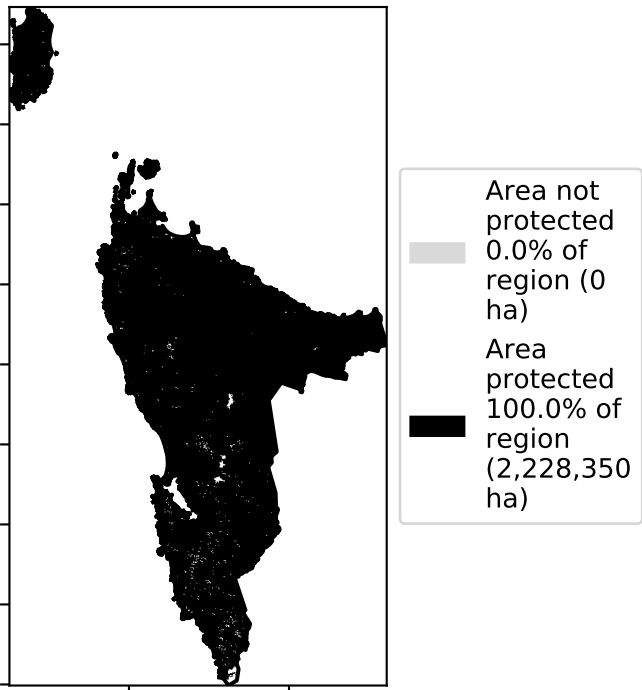 Area not
protected
0.0% of
region (0
ha)
Area
protected
100.0% of
region
(2,228,350
ha)